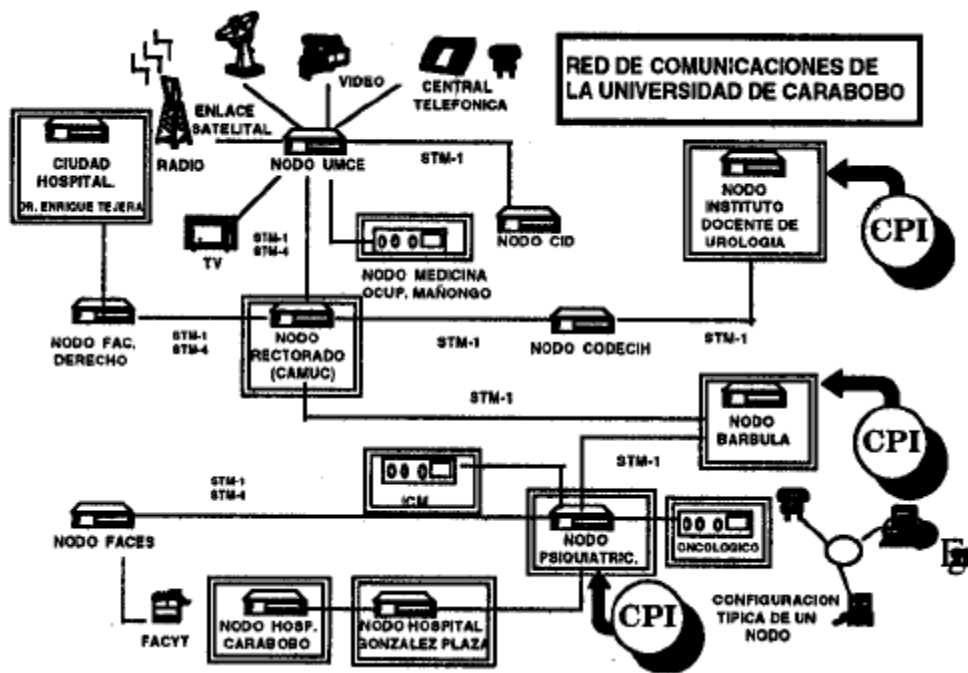 RED DE COMUNICACIONES DE
LA UNIVERSIDAD DE CARABOBO
VIDEO
CENTRAL
TELEFONICA
ENLACE
SATELITAL
RADIO
NODO UMCE
STM-1
CIUDAD
HOSPITAL.
DR. ENRIQUE TEJERA
TV
STM-1
STM-4
NODO CID
NODO MEDICINA
OCUP. MAÑONGO
NODO
INSTITUTO
DOCENTE DE
UROLOGIA
CPI
NODO FAC.
DERECHO
STM-1
STM-4
NODO
RECTORADO
(CAMUC)
STM-1
NODO CODECIH
STM-1
STM-1
NODO
BARBULA
CPI
STM-1
STM-1
STM-4
ICM
NODO FACES
NODO
PSIQUIATRIC.
ONCOLOGICO
FACYT
NODO HOSP.
CARABOBO
NODO HOSPITAL
GONZALEZ PLAZA
CPI
CONFIGURACION
TIPICA DE UN
NODO